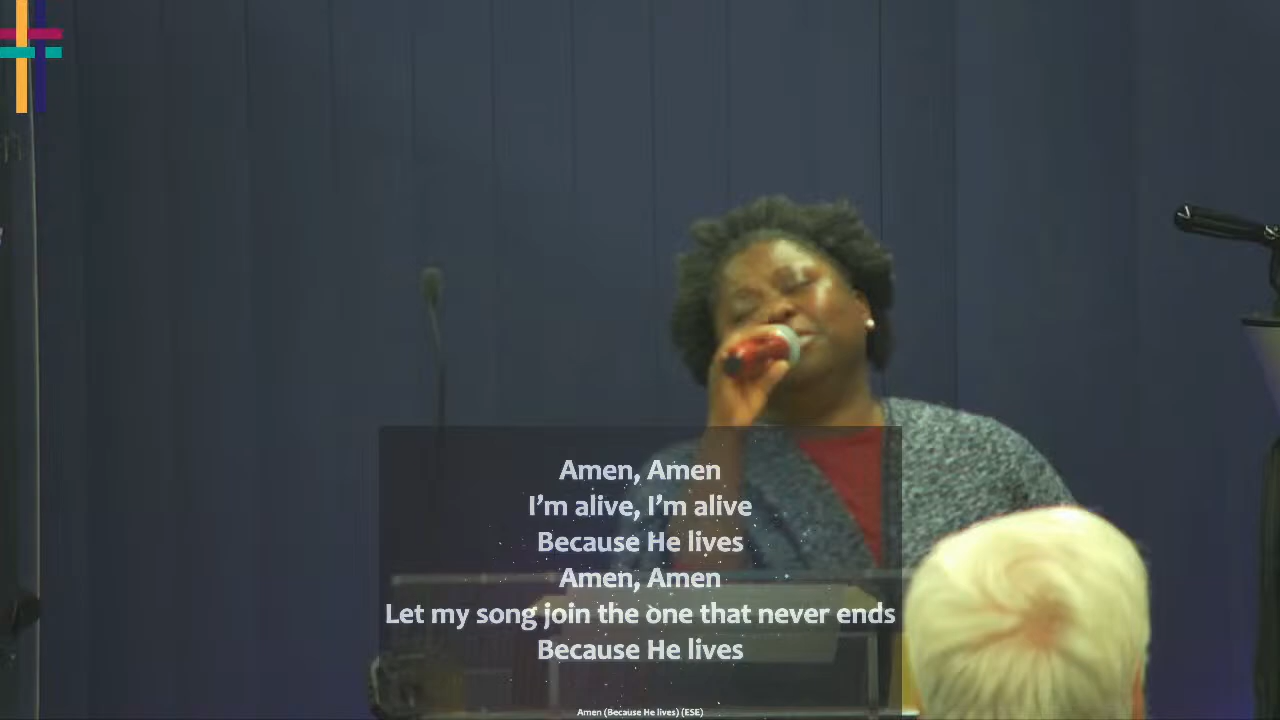 Amen, Amen
I’m alive, I’m alive
Because He lives
Amen, Amen
Let my song join the one that never ends
Because He lives
Amen (Because He lives) (ESE)